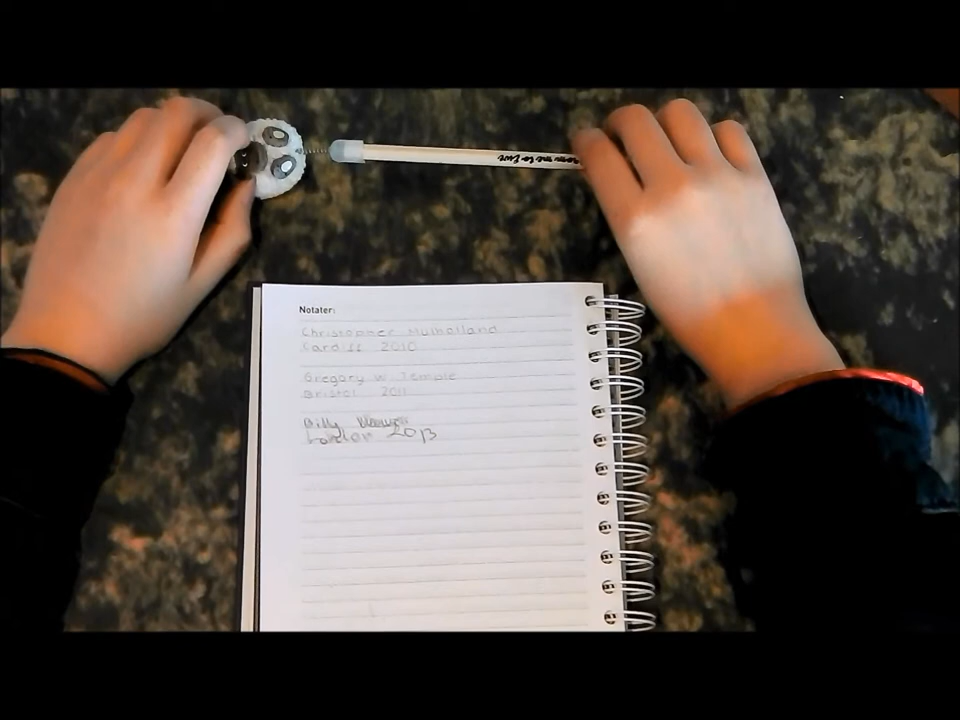 Notater:
Christopher Mulholland
Cardiff 2010
Gregory W Temple
Bristol 2011
Billy
London 2013